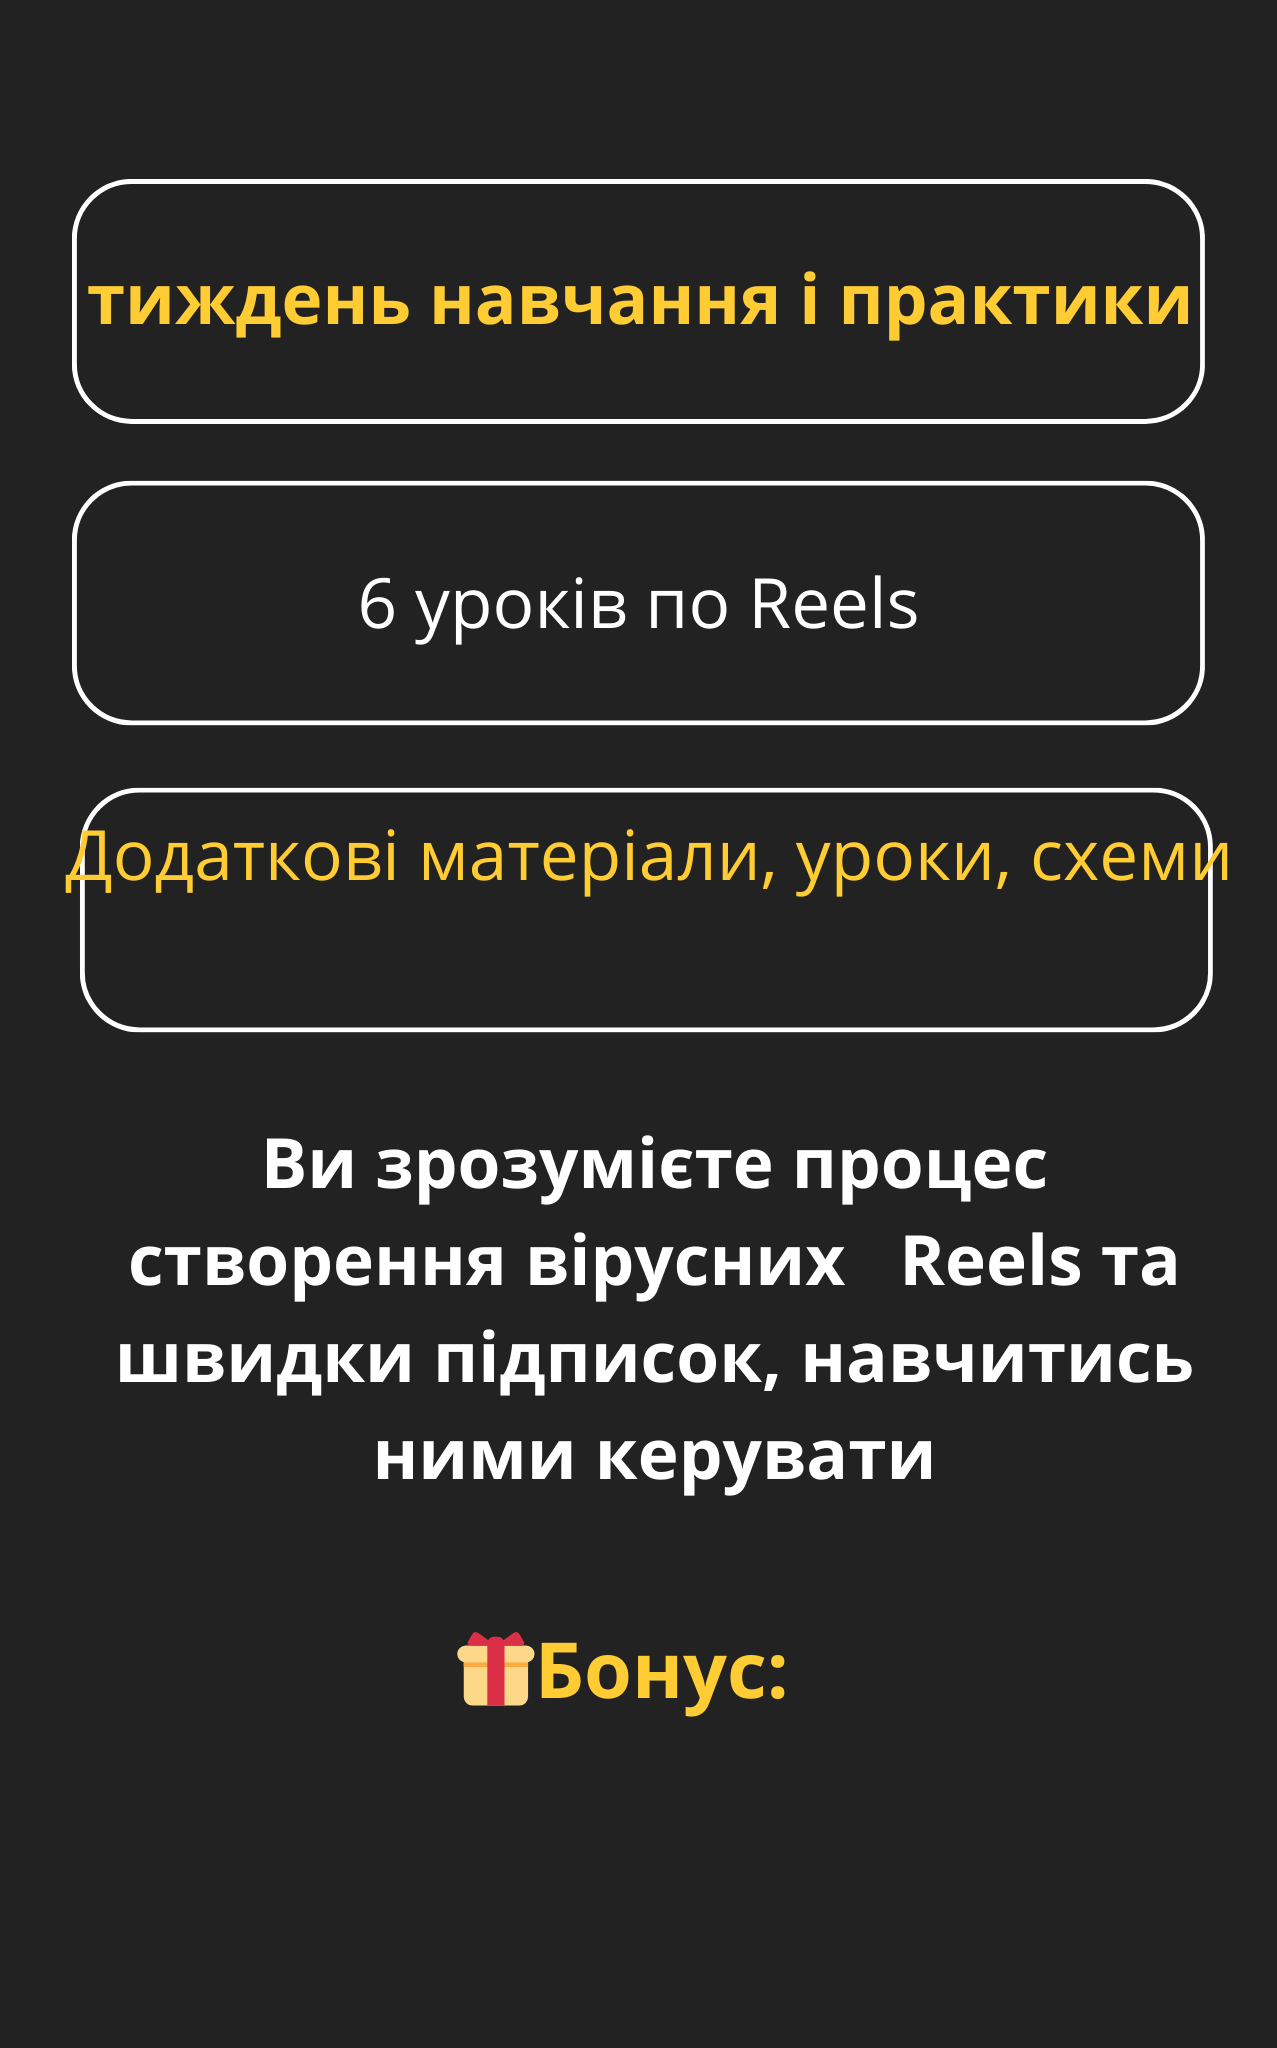 тиждень навчання і практики
6 уроків по Reels
Додаткові матеріали, уроки, схеми
Ви зрозумієте процес
створення вірусних Reels та
швидки підписок, навчитись
ними керувати
🎁Бонус: